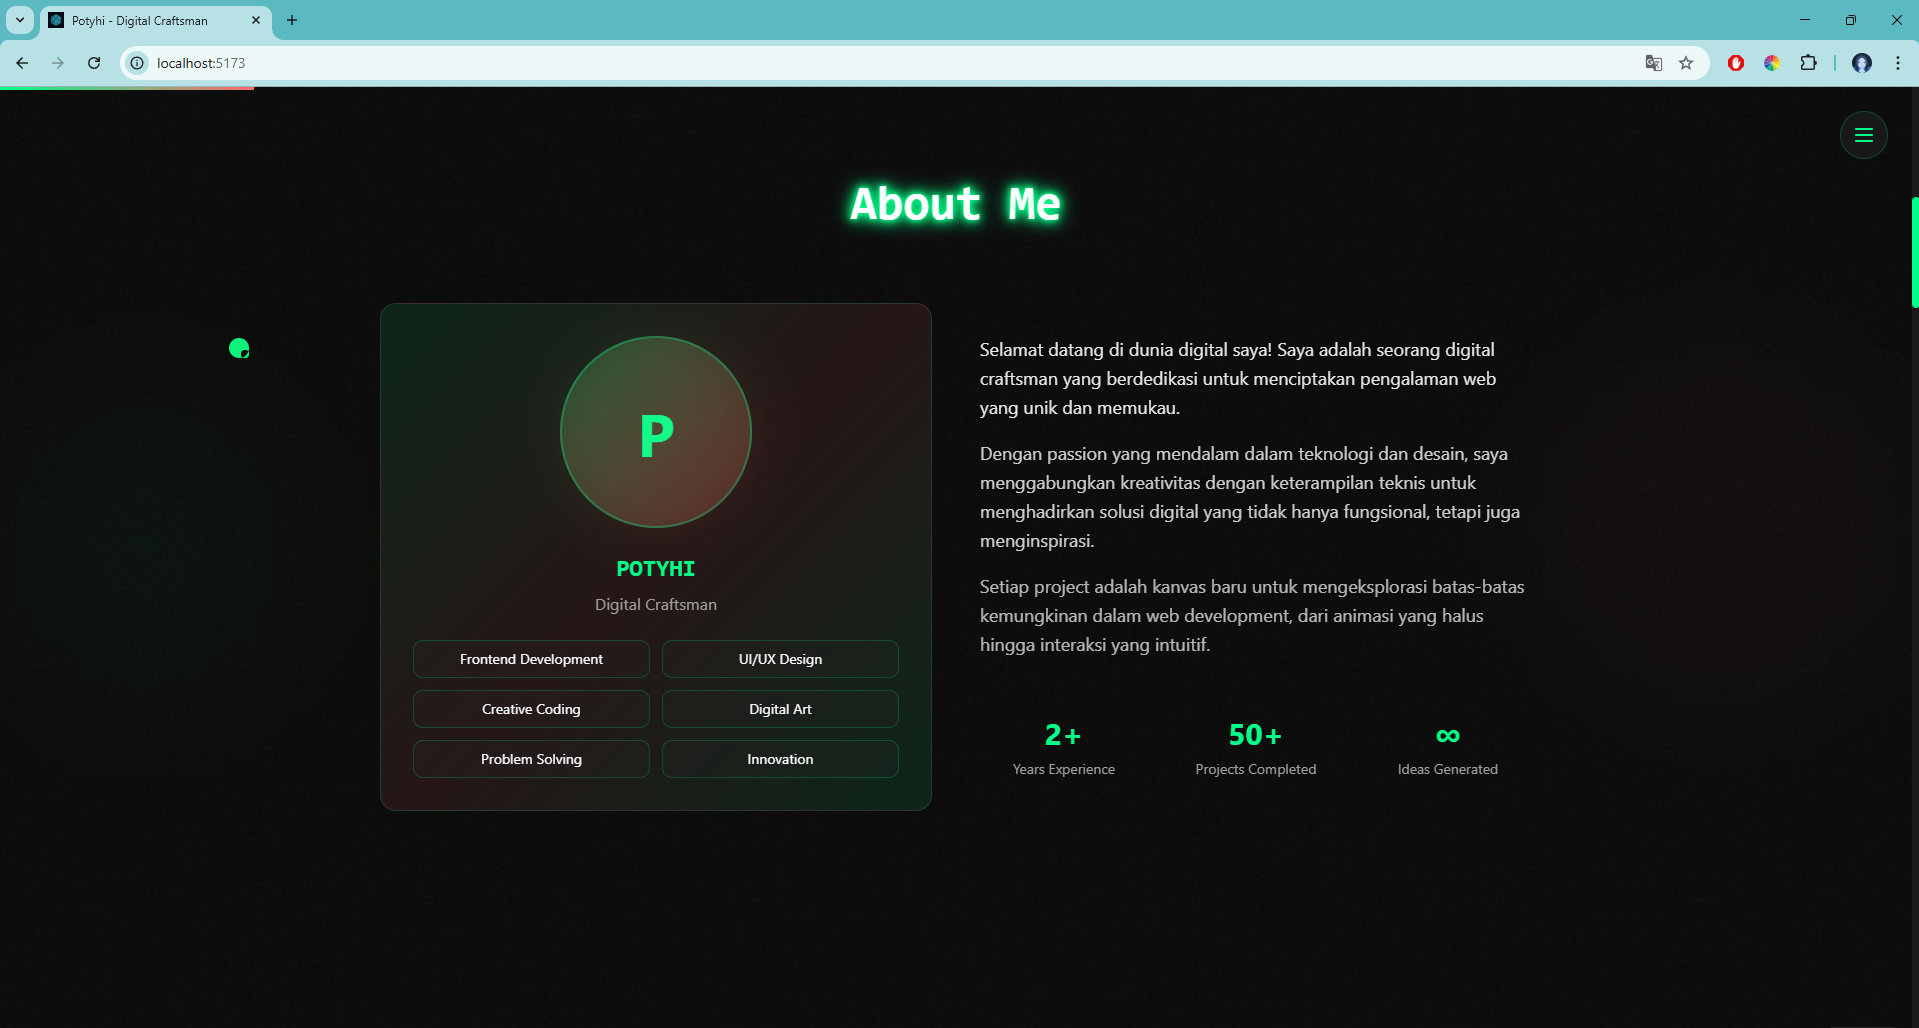 Potyhi - Digital Craftsman
localhost:5173
About Me
P
POTYHI
Digital Craftsman
Frontend Development
UI/UX Design
Creative Coding
Digital Art
Problem Solving
Innovation
Selamat datang di dunia digital saya! Saya adalah seorang digital
craftsman yang berdedikasi untuk menciptakan pengalaman web
yang unik dan memukau.
Dengan passion yang mendalam dalam teknologi dan desain, saya
menggabungkan kreativitas dengan keterampilan teknis untuk
menghadirkan solusi digital yang tidak hanya fungsional, tetapi juga
menginspirasi.
Setiap project adalah kanvas baru untuk mengeksplorasi batas-batas
kemungkinan dalam web development, dari animasi yang halus
hingga interaksi yang intuitif.
2+
Years Experience
50+
Projects Completed
∞
Ideas Generated